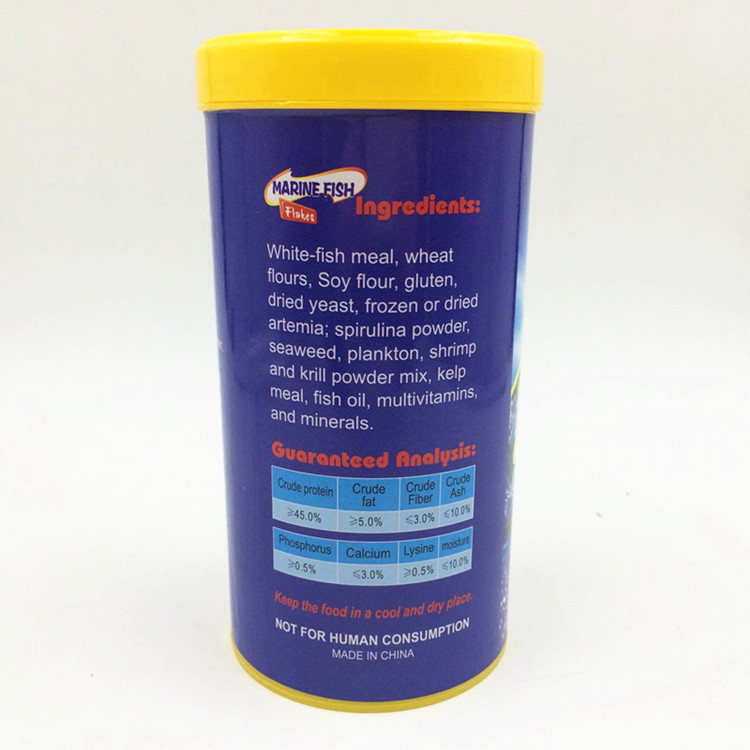 MARINE FISH
Flakes
Ingredients:
White-fish meal, wheat
flours, Soy flour, gluten,
dried yeast, frozen or dried
artemia; spirulina powder,
seaweed, plankton, shrimp
and krill powder mix, kelp
meal, fish oil, multivitamins,
and minerals.
Guaranteed Analysis:
Crude protein Crude fat Crude Fiber Crude Ash
≥45.0% ≥5.0% ≤3.0% ≤10.0%
Phosphorus Calcium Lysine moisture
≥0.5% ≤3.0% ≥0.5% ≤10.0%
Keep the food in a cool and dry place.
NOT FOR HUMAN CONSUMPTION
MADE IN CHINA